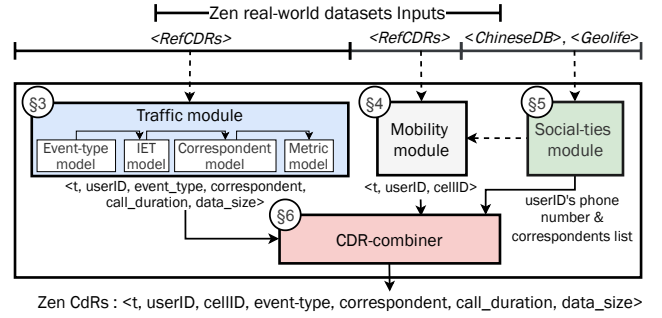 Zen real-world datasets Inputs
<RefCDRs> <RefCDRs> <ChineseDB>, <Geolife>
§3 §4 §5
Traffic module
Event-type model
IET model
Correspondent model
Metric model
Mobility module
Social-ties module
<t, userID, event_type, correspondent,
call_duration, data_size>
<t, userID, cellID>
userID's phone
number &
correspondents list
§6
CDR-combiner
Zen CdRs : <t, userID, cellID, event-type, correspondent, call_duration, data_size>